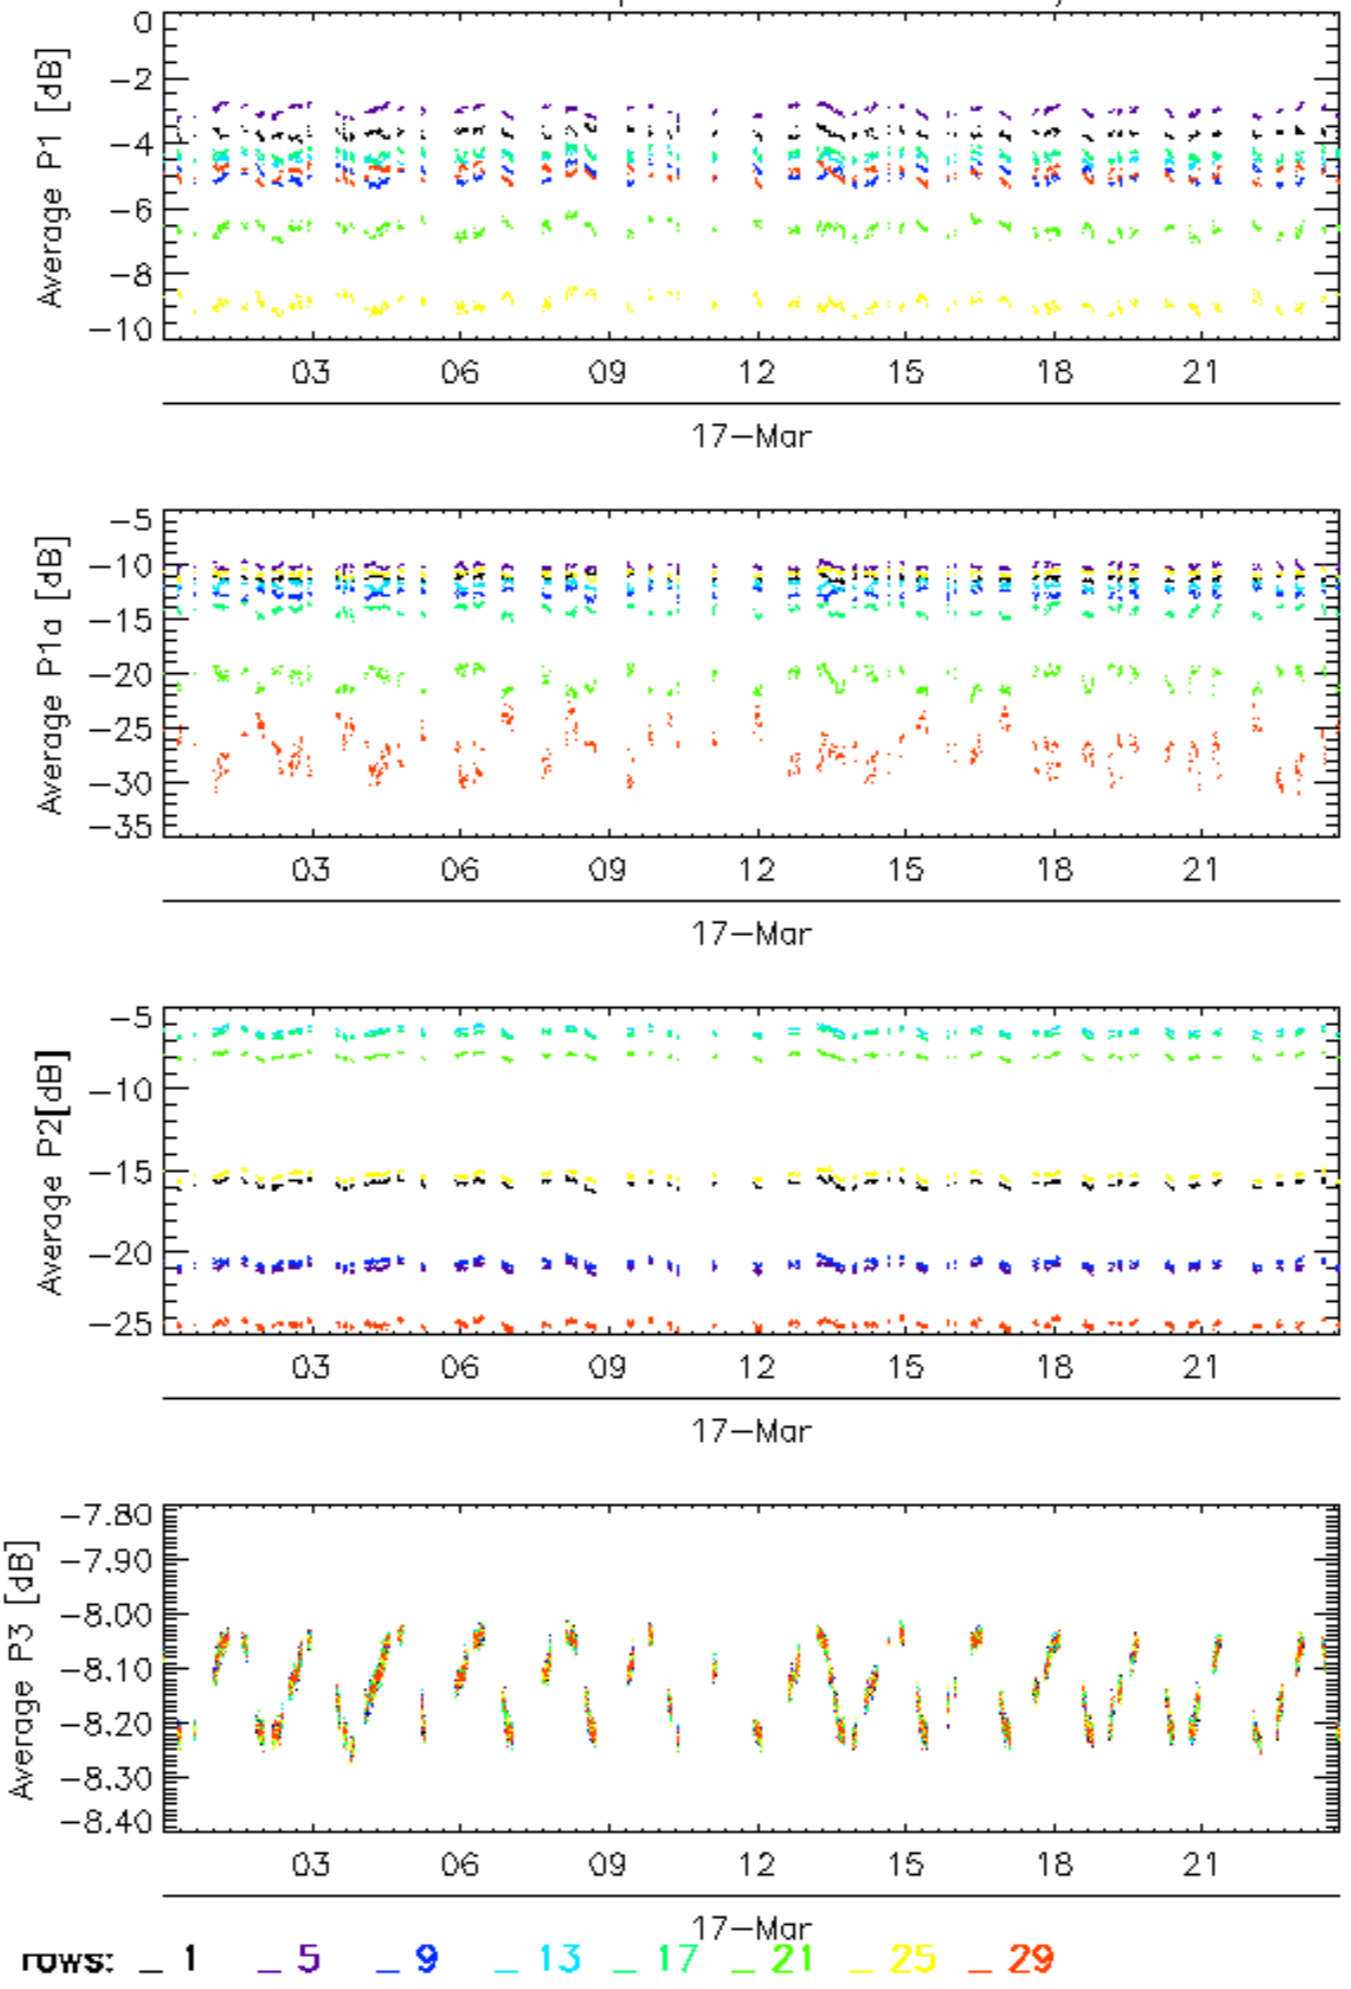 0
Average P1 [dB]
−2
−4
−6
−8
−10
03 06 09 12 15 18 21
17−Mar
−5
Average P1a [dB]
−10
−15
−20
−25
−30
−35
03 06 09 12 15 18 21
17−Mar
−5
Average P2[dB]
−10
−15
−20
−25
03 06 09 12 15 18 21
17−Mar
−7.80
Average P3 [dB]
−7.90
−8.00
−8.10
−8.20
−8.30
−8.40
03 06 09 12 15 18 21
17−Mar
rows: _ 1 _ 5 _ 9 _ 13 _ 17 _ 21 _ 25 _ 29